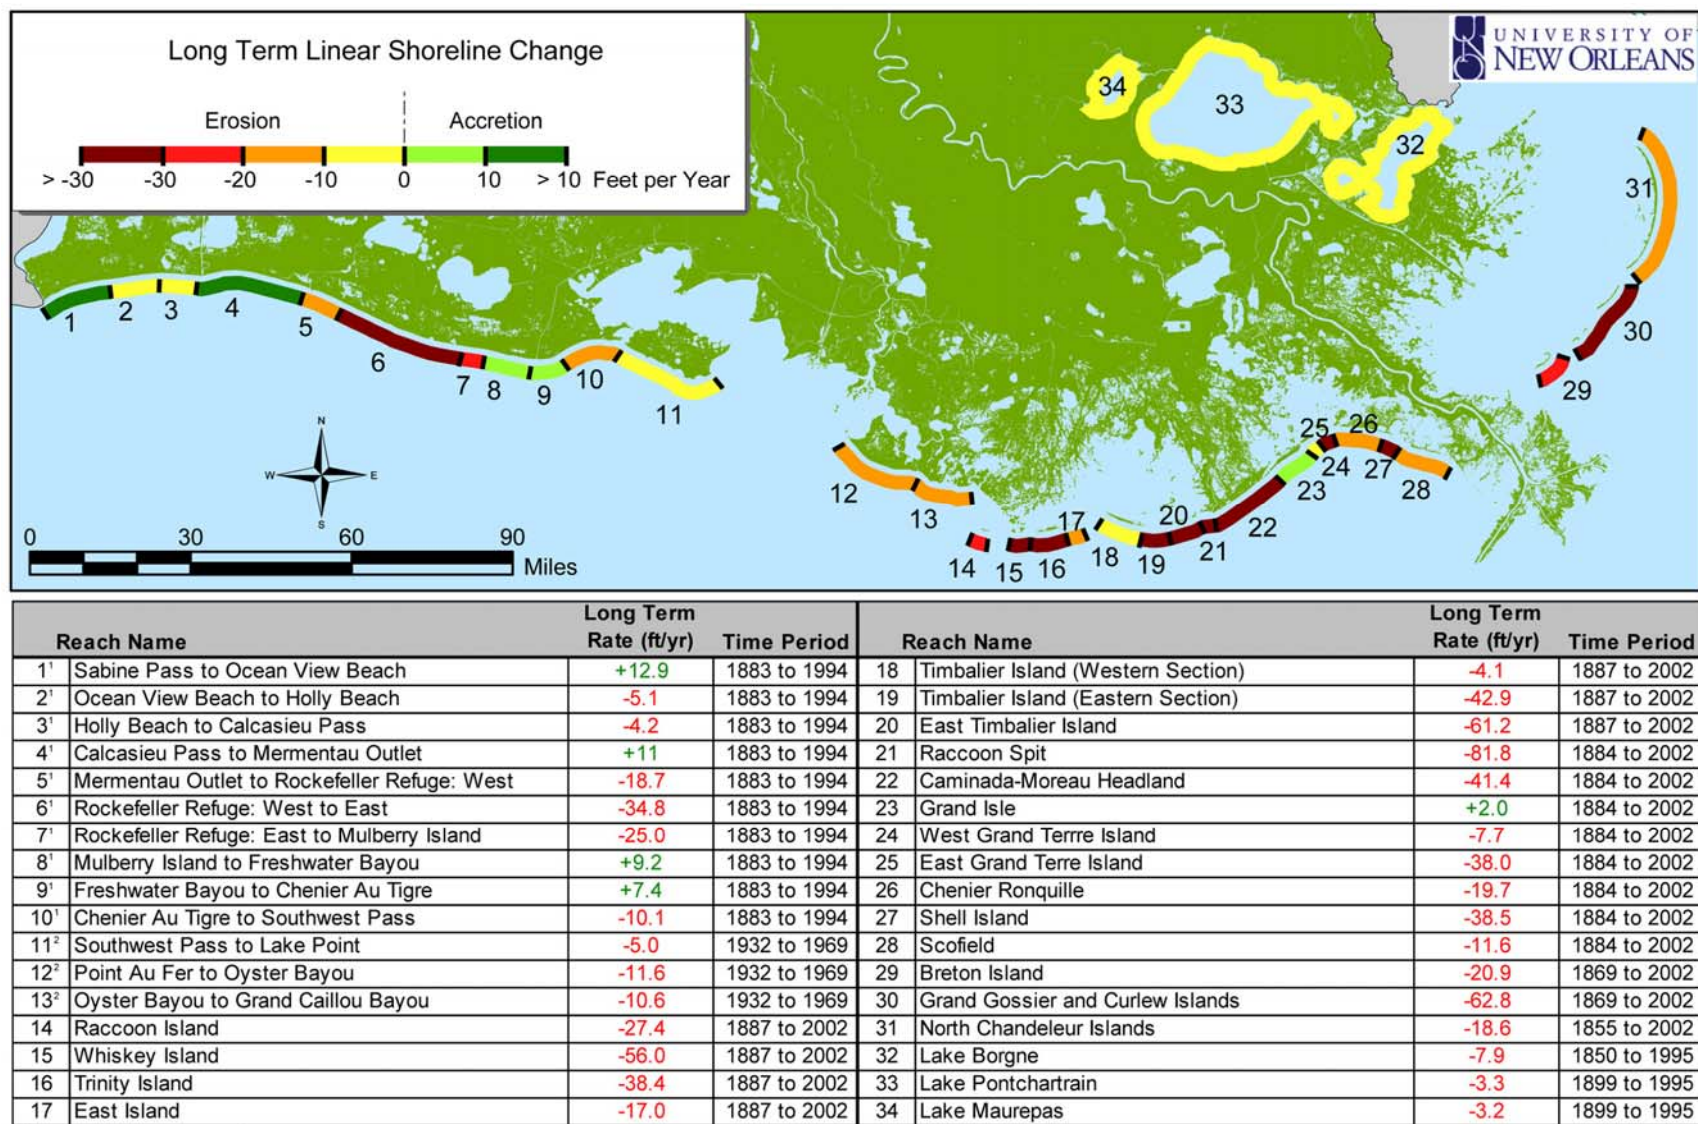 Long Term Linear Shoreline Change
Erosion Accretion
> -30 -30 -20 -10 0 10 > 10 Feet per Year
UNIVERSITY OF
NEW ORLEANS
34
33
32
31
30
29
1
2
3
4
5
6
7
8
9
10
11
12
13
14
15
16
17
18
19
20
21
22
23
24
25
26
27
28
N
W E
S
0 30 60 90
Miles
Reach Name Long Term Rate (ft/yr) Time Period
1¹ Sabine Pass to Ocean View Beach +12.9 1883 to 1994
2¹ Ocean View Beach to Holly Beach -5.1 1883 to 1994
3¹ Holly Beach to Calcasieu Pass -4.2 1883 to 1994
4¹ Calcasieu Pass to Mermentau Outlet +11 1883 to 1994
5¹ Mermentau Outlet to Rockefeller Refuge: West -18.7 1883 to 1994
6¹ Rockefeller Refuge: West to East -34.8 1883 to 1994
7¹ Rockefeller Refuge: East to Mulberry Island -25.0 1883 to 1994
8¹ Mulberry Island to Freshwater Bayou +9.2 1883 to 1994
9¹ Freshwater Bayou to Chenier Au Tigre +7.4 1883 to 1994
10¹ Chenier Au Tigre to Southwest Pass -10.1 1883 to 1994
11² Southwest Pass to Lake Point -5.0 1932 to 1969
12² Point Au Fer to Oyster Bayou -11.6 1932 to 1969
13² Oyster Bayou to Grand Caillou Bayou -10.6 1932 to 1969
14 Raccoon Island -27.4 1887 to 2002
15 Whiskey Island -56.0 1887 to 2002
16 Trinity Island -38.4 1887 to 2002
17 East Island -17.0 1887 to 2002
Reach Name Long Term Rate (ft/yr) Time Period
18 Timbalier Island (Western Section) -4.1 1887 to 2002
19 Timbalier Island (Eastern Section) -42.9 1887 to 2002
20 East Timbalier Island -61.2 1887 to 2002
21 Raccoon Spit -81.8 1884 to 2002
22 Caminada-Moreau Headland -41.4 1884 to 2002
23 Grand Isle +2.0 1884 to 2002
24 West Grand Terrre Island -7.7 1884 to 2002
25 East Grand Terre Island -38.0 1884 to 2002
26 Chenier Ronquille -19.7 1884 to 2002
27 Shell Island -38.5 1884 to 2002
28 Scofield -11.6 1884 to 2002
29 Breton Island -20.9 1869 to 2002
30 Grand Gossier and Curlew Islands -62.8 1869 to 2002
31 North Chandeleur Islands -18.6 1855 to 2002
32 Lake Borgne -7.9 1850 to 1995
33 Lake Pontchartrain -3.3 1899 to 1995
34 Lake Maurepas -3.2 1899 to 1995